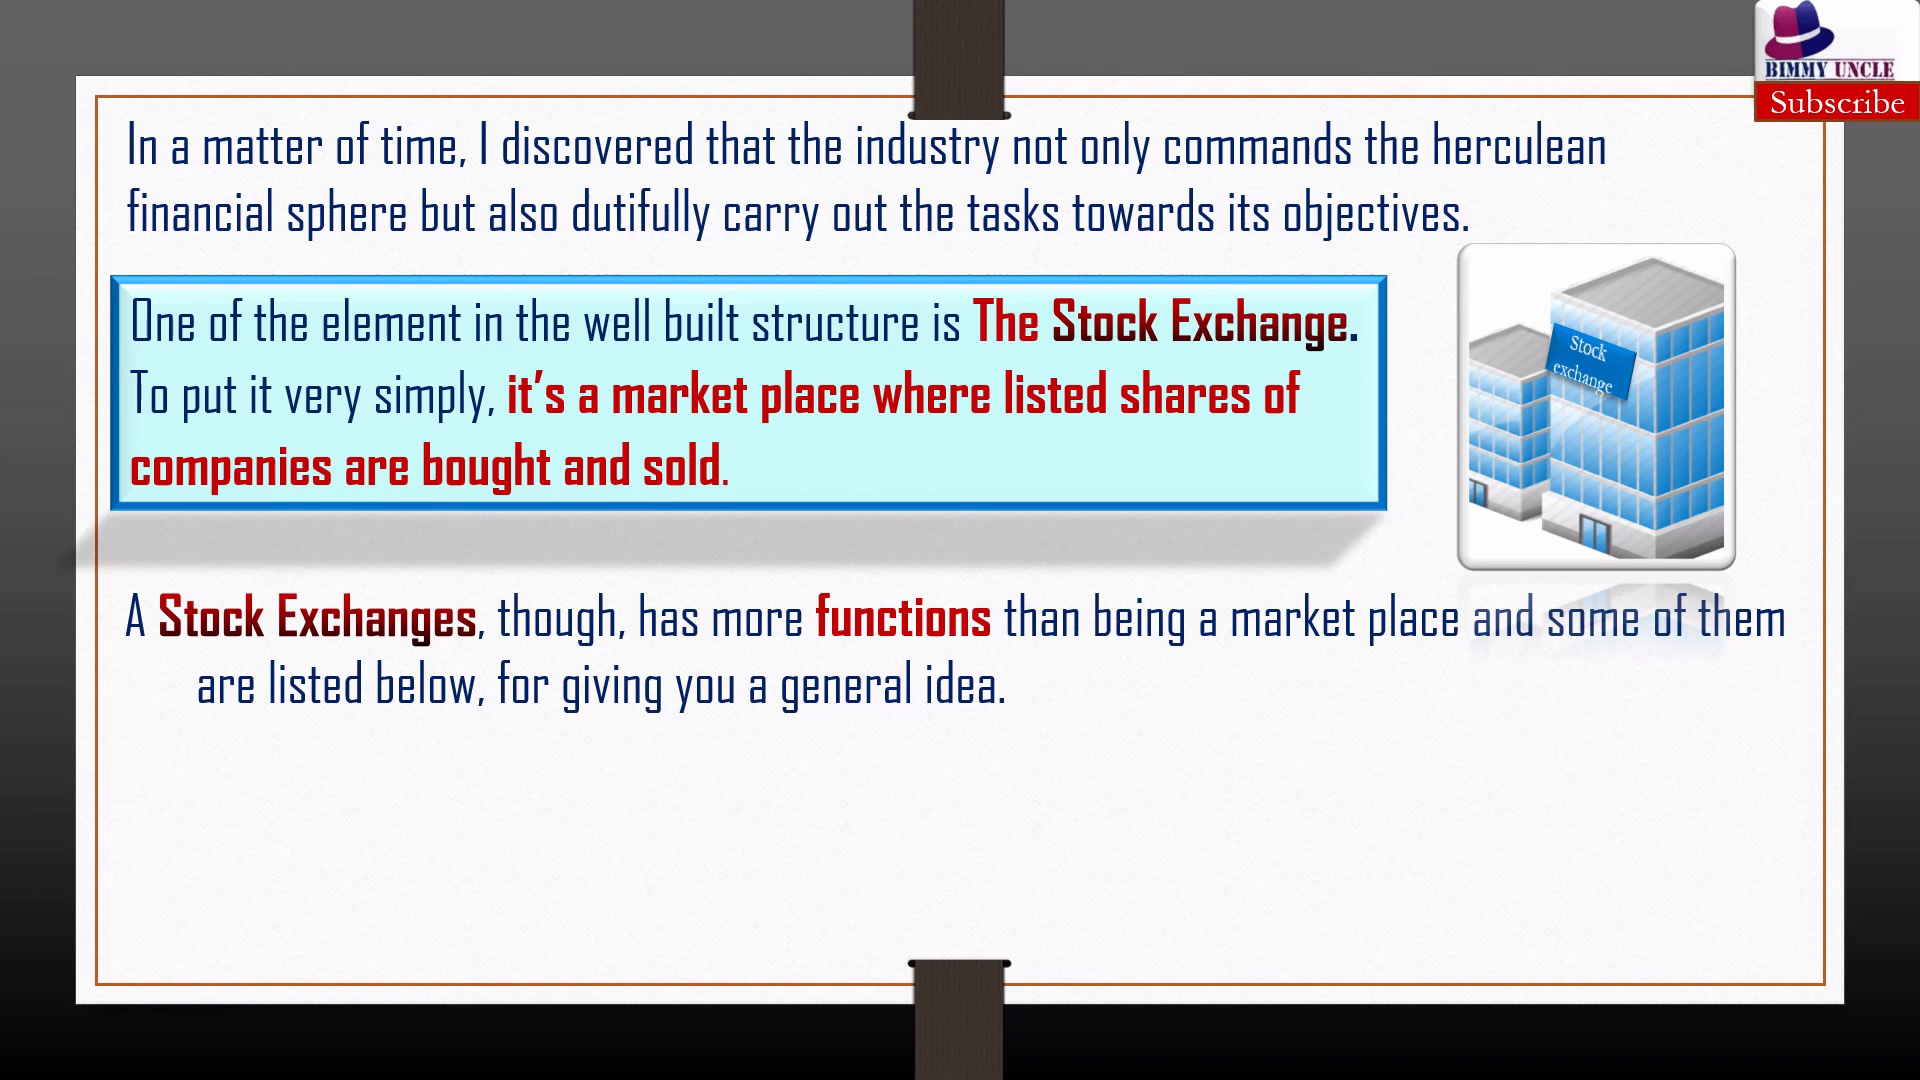 BIMMY UNCLE
Subscribe
In a matter of time, I discovered that the industry not only commands the herculean
financial sphere but also dutifully carry out the tasks towards its objectives.
One of the element in the well built structure is The Stock Exchange.
To put it very simply, it's a market place where listed shares of
companies are bought and sold.
Stock
exchange
A Stock Exchanges, though, has more functions than being a market place and some of them
are listed below, for giving you a general idea.